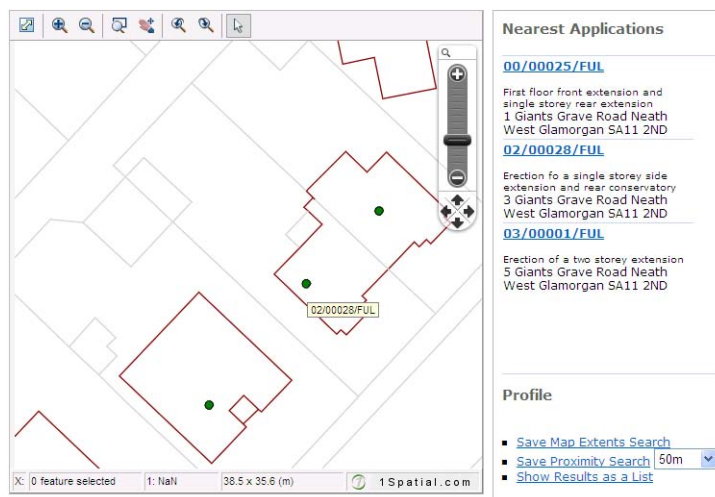 Nearest Applications
00/00025/FUL
First floor front extension and
single storey rear extension
1 Giants Grave Road Neath
West Glamorgan SA11 2ND
02/00028/FUL
Erection fo a single storey side
extension and rear conservatory
3 Giants Grave Road Neath
West Glamorgan SA11 2ND
03/00001/FUL
Erection of a two storey extension
5 Giants Grave Road Neath
West Glamorgan SA11 2ND
02/00028/FUL
Profile
Save Map Extents Search
Save Proximity Search 50m
Show Results as a List
X: 0 feature selected 1: NaN 38.5 x 35.6 (m) 1Spatial.com